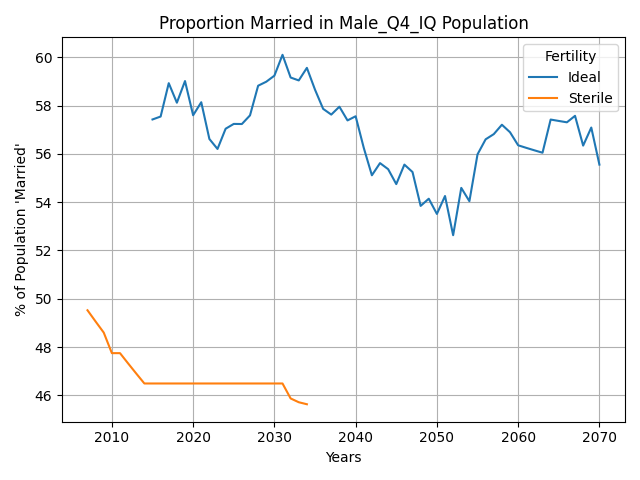 Proportion Married in Male_Q4_IQ Population
Fertility
Ideal
Sterile
% of Population 'Married'
60
58
56
54
52
50
48
46
2010
2020
2030
2040
2050
2060
2070
Years